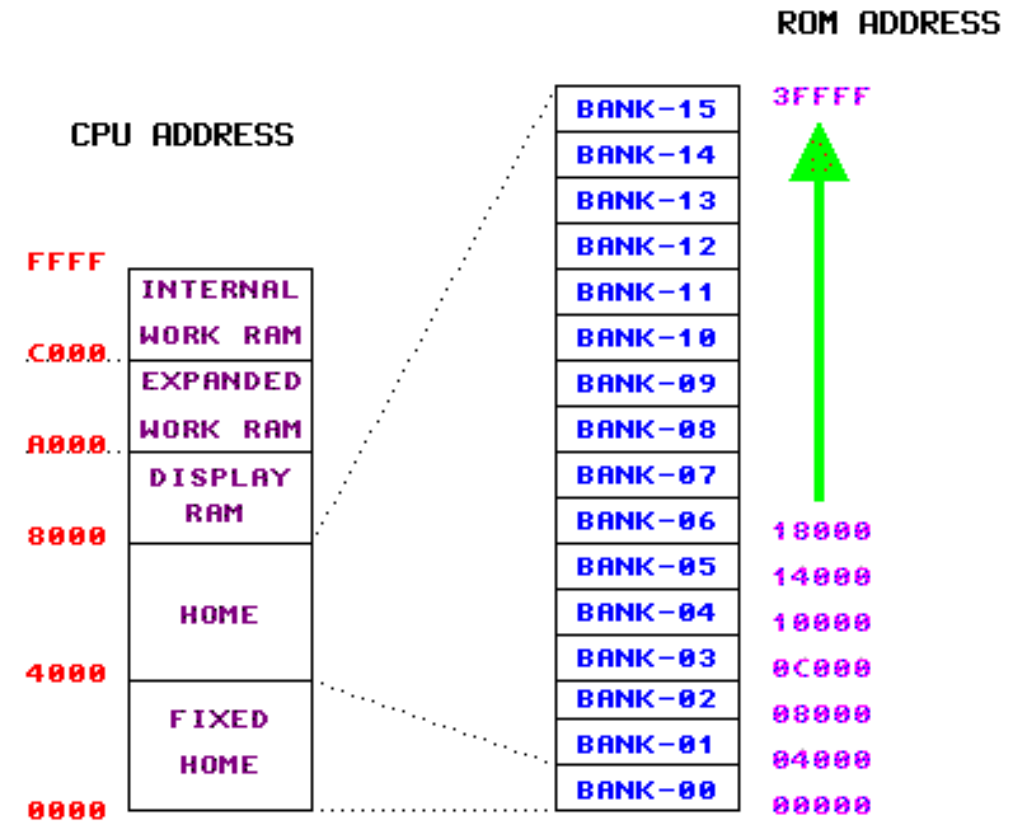 ROM ADDRESS
CPU ADDRESS
FFFF
INTERNAL
WORK RAM
C000
EXPANDED
WORK RAM
A000
DISPLAY
RAM
8000
HOME
4000
FIXED
HOME
0000
BANK-15
BANK-14
BANK-13
BANK-12
BANK-11
BANK-10
BANK-09
BANK-08
BANK-07
BANK-06
BANK-05
BANK-04
BANK-03
BANK-02
BANK-01
BANK-00
3FFFF
18000
14000
10000
0C000
08000
04000
00000